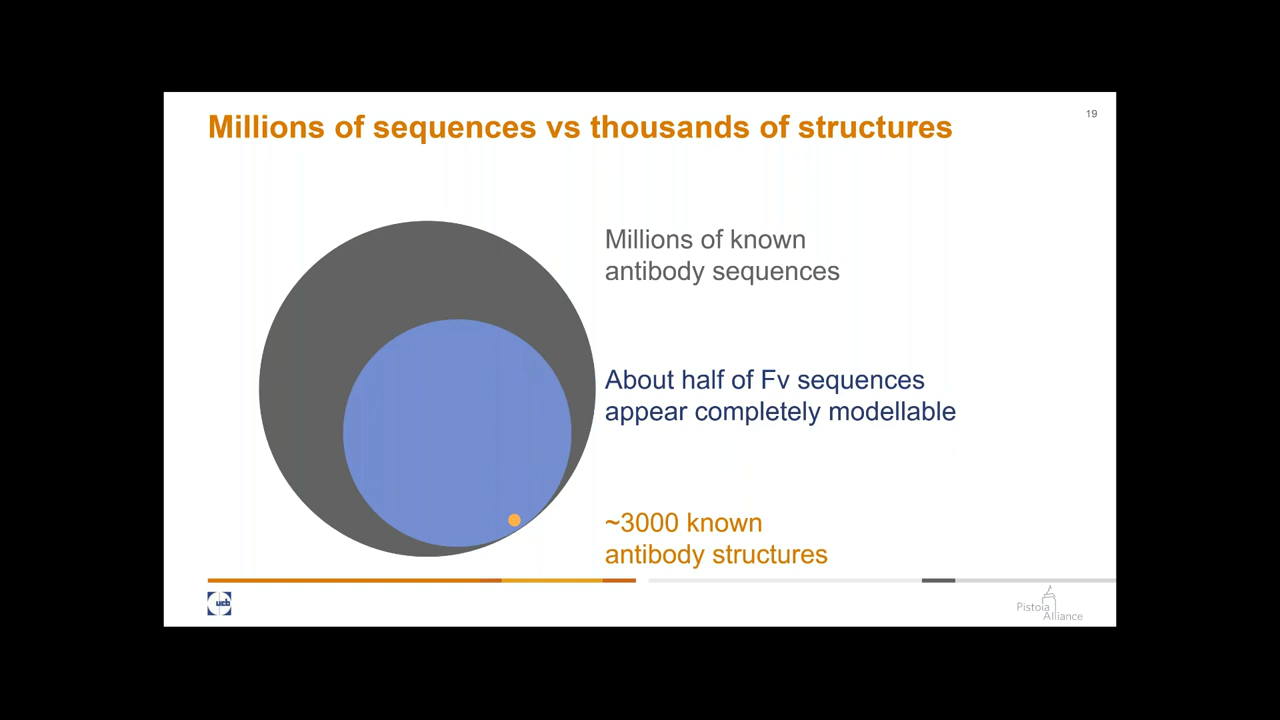 Millions of sequences vs thousands of structures
19
Millions of known
antibody sequences
About half of Fv sequences
appear completely modellable
~3000 known
antibody structures
ucb
Pistoia
Alliance